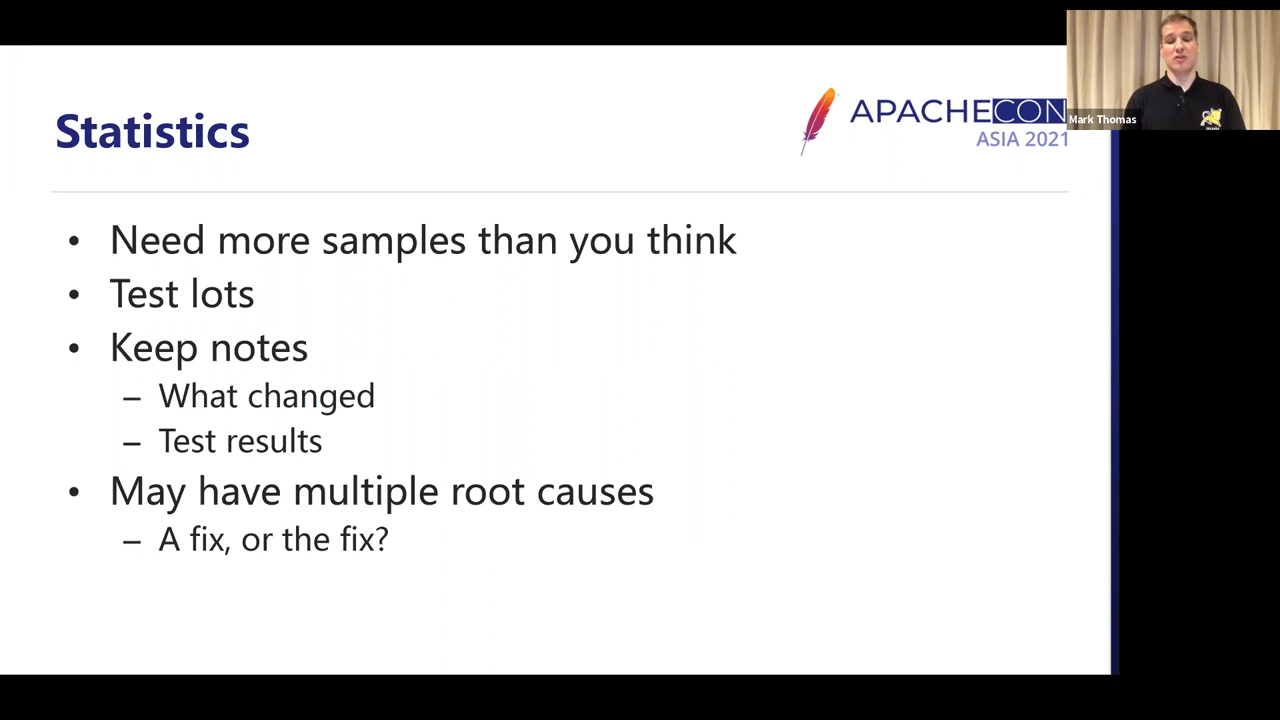 Statistics
APACHECON
ASIA 2021
Mark Thomas
• Need more samples than you think
• Test lots
• Keep notes
– What changed
– Test results
• May have multiple root causes
– A fix, or the fix?